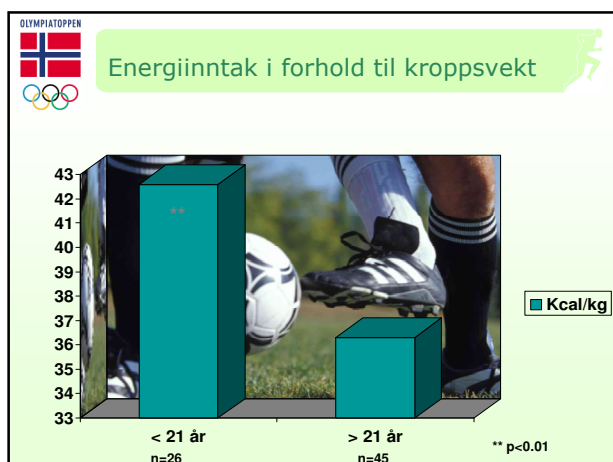 OLYMPIATOPPEN
Energiinntak i forhold til kroppsvekt
43
42
41
40
39
38
37
36
35
34
33
**
Kcal/kg
< 21 år
> 21 år
n=26
n=45
** p<0.01